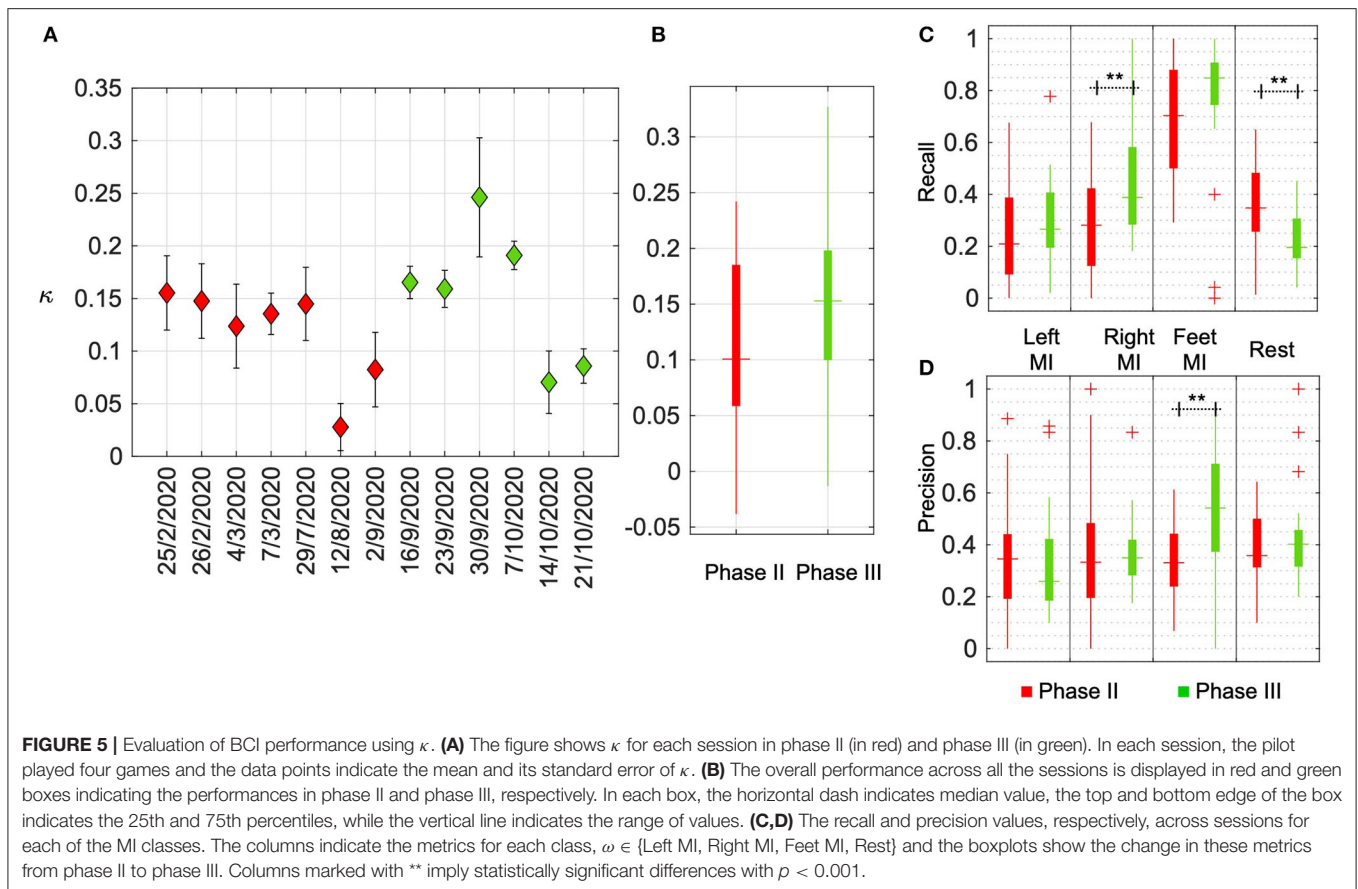 A
B
C
0.35
0.3
0.25
0.2
0.15
0.1
0.05
0
κ
25/2/2020
26/2/2020
4/3/2020
7/3/2020
29/7/2020
12/8/2020
2/9/2020
16/9/2020
23/9/2020
30/9/2020
7/10/2020
14/10/2020
21/10/2020
0.3
0.25
0.2
0.15
0.1
0.05
0
-0.05
Phase II
Phase III
1
0.8
0.6
0.4
0.2
0
Recall
**
**
Left MI
Right MI
Feet MI
Rest
D
1
0.8
0.6
0.4
0.2
0
Precision
**
Phase II
Phase III
FIGURE 5 | Evaluation of BCI performance using κ. (A) The figure shows κ for each session in phase II (in red) and phase III (in green). In each session, the pilot
played four games and the data points indicate the mean and its standard error of κ. (B) The overall performance across all the sessions is displayed in red and green
boxes indicating the performances in phase II and phase III, respectively. In each box, the horizontal dash indicates median value, the top and bottom edge of the box
indicates the 25th and 75th percentiles, while the vertical line indicates the range of values. (C,D) The recall and precision values, respectively, across sessions for
each of the MI classes. The columns indicate the metrics for each class, ω ∈ {Left MI, Right MI, Feet MI, Rest} and the boxplots show the change in these metrics
from phase II to phase III. Columns marked with ** imply statistically significant differences with p < 0.001.